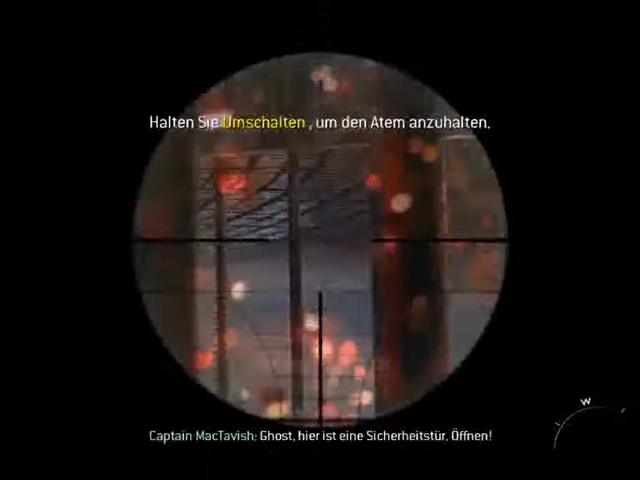 Halten Sie Umschalten , um den Atem anzuhalten.
Captain MacTavish: Ghost, hier ist eine Sicherheitstür. Öffnen!
W